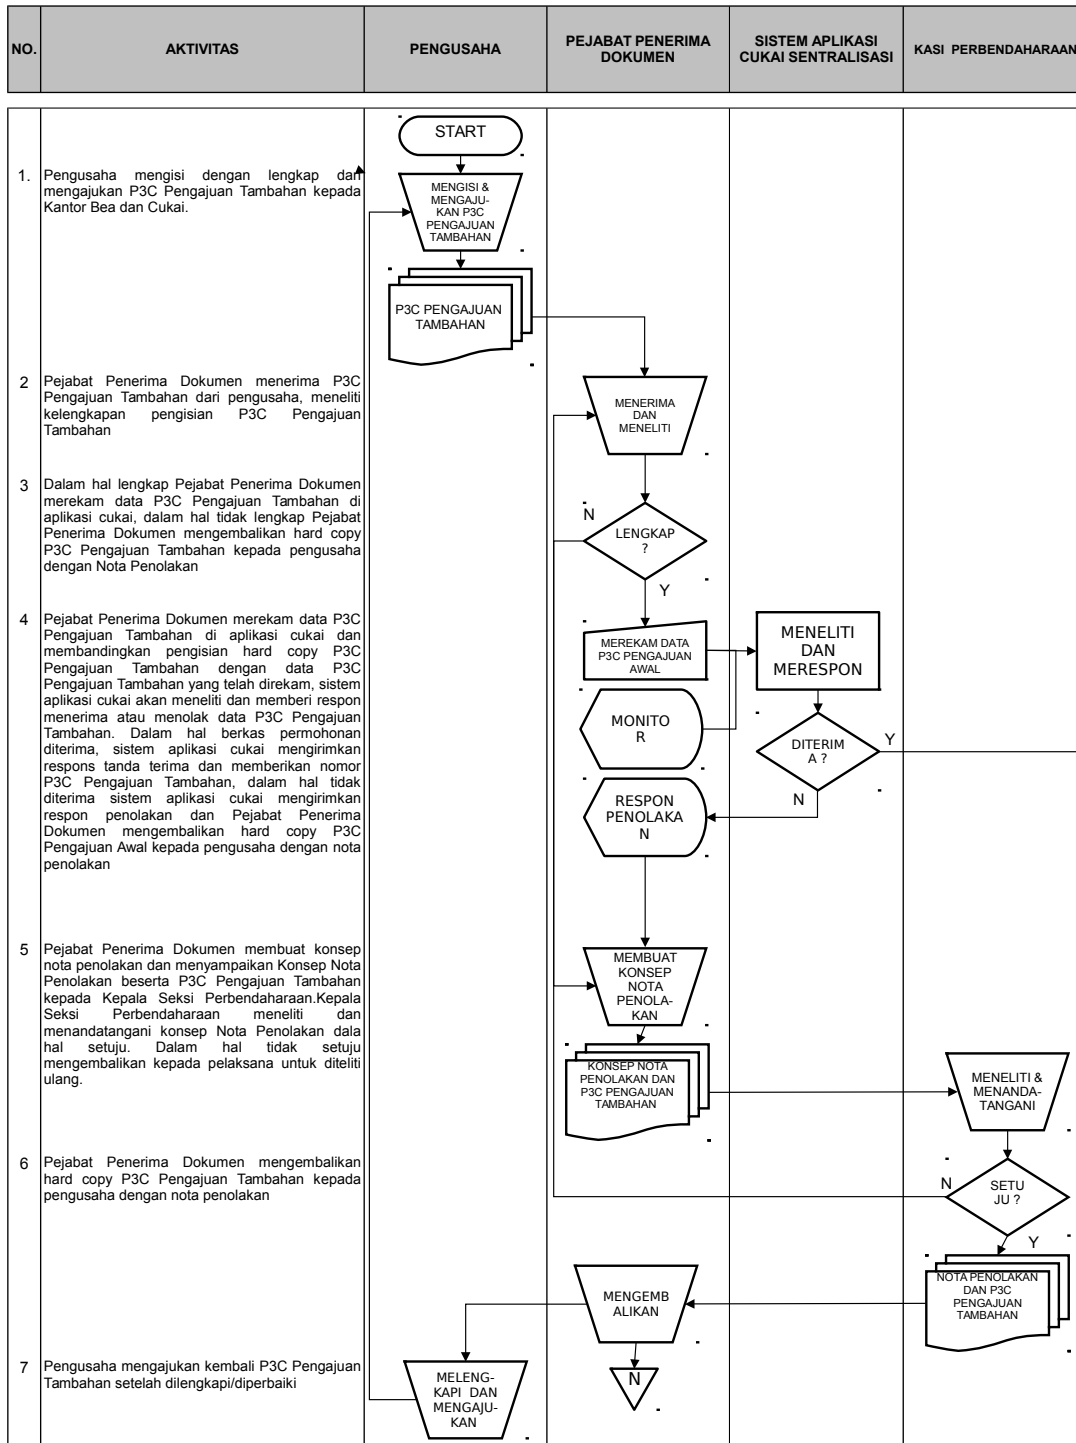 NO.
AKTIVITAS
PENGUSAHA
PEJABAT PENERIMA
DOKUMEN
SISTEM APLIKASI
CUKAI SENTRALISASI
KASI PERBENDAHARAAN
START
1.
Pengusaha mengisi dengan lengkap dan
mengajukan P3C Pengajuan Tambahan kepada
Kantor Bea dan Cukai.
MENGISI &
MENGAJU-
KAN P3C
PENGAJUAN
TAMBAHAN
P3C PENGAJUAN
TAMBAHAN
2
Pejabat Penerima Dokumen menerima P3C
Pengajuan Tambahan dari pengusaha, meneliti
kelengkapan pengisian P3C Pengajuan
Tambahan
MENERIMA
DAN
MENELITI
3
Dalam hal lengkap Pejabat Penerima Dokumen
merekam data P3C Pengajuan Tambahan di
aplikasi cukai, dalam hal tidak lengkap Pejabat
Penerima Dokumen mengembalikan hard copy
P3C Pengajuan Tambahan kepada pengusaha
dengan Nota Penolakan
N
LENGKAP
?
Y
4
Pejabat Penerima Dokumen merekam data P3C
Pengajuan Tambahan di aplikasi cukai dan
membandingkan pengisian hard copy P3C
Pengajuan Tambahan dengan data P3C
Pengajuan Tambahan yang telah direkam, sistem
aplikasi cukai akan meneliti dan memberi respon
menerima atau menolak data P3C Pengajuan
Tambahan. Dalam hal berkas permohonan
diterima, sistem aplikasi cukai mengirimkan
respons tanda terima dan memberikan nomor
P3C Pengajuan Tambahan, dalam hal tidak
diterima sistem aplikasi cukai mengirimkan
respon penolakan dan Pejabat Penerima
Dokumen mengembalikan hard copy P3C
Pengajuan Awal kepada pengusaha dengan nota
penolakan
MEREKAM DATA
P3C PENGAJUAN
AWAL
MENELITI
DAN
MERESPON
MONITO
R
DITERIM
A ?
Y
N
RESPON
PENOLAKA
N
5
Pejabat Penerima Dokumen membuat konsep
nota penolakan dan menyampaikan Konsep Nota
Penolakan beserta P3C Pengajuan Tambahan
kepada Kepala Seksi Perbendaharaan.Kepala
Seksi Perbendaharaan meneliti dan
menandatangani konsep Nota Penolakan dala
hal setuju. Dalam hal tidak setuju
mengembalikan kepada pelaksana untuk diteliti
ulang.
MEMBUAT
KONSEP
NOTA
PENOLA-
KAN
KONSEP NOTA
PENOLAKAN DAN
P3C PENGAJUAN
TAMBAHAN
MENELITI &
MENANDA-
TANGANI
6
Pejabat Penerima Dokumen mengembalikan
hard copy P3C Pengajuan Tambahan kepada
pengusaha dengan nota penolakan
N
SETU
JU ?
Y
NOTA PENOLAKAN
DAN P3C
PENGAJUAN
TAMBAHAN
MENGEMB
ALIKAN
7
Pengusaha mengajukan kembali P3C Pengajuan
Tambahan setelah dilengkapi/diperbaiki
MELENG-
KAPI DAN
MENGAJU-
KAN
N